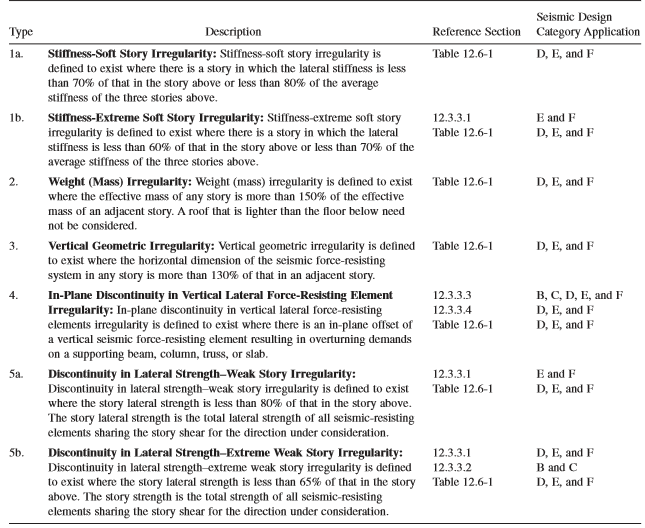 Seismic Design
Type Description Reference Section Category Application
1a. Stiffness-Soft Story Irregularity: Stiffness-soft story irregularity is Table 12.6-1 D, E, and F
defined to exist where there is a story in which the lateral stiffness is less
than 70% of that in the story above or less than 80% of the average
stiffness of the three stories above.
1b. Stiffness-Extreme Soft Story Irregularity: Stiffness-extreme soft story 12.3.3.1 E and F
irregularity is defined to exist where there is a story in which the lateral Table 12.6-1 D, E, and F
stiffness is less than 60% of that in the story above or less than 70% of the
average stiffness of the three stories above.
2. Weight (Mass) Irregularity: Weight (mass) irregularity is defined to exist Table 12.6-1 D, E, and F
where the effective mass of any story is more than 150% of the effective
mass of an adjacent story. A roof that is lighter than the floor below need
not be considered.
3. Vertical Geometric Irregularity: Vertical geometric irregularity is defined Table 12.6-1 D, E, and F
to exist where the horizontal dimension of the seismic force-resisting
system in any story is more than 130% of that in an adjacent story.
4. In-Plane Discontinuity in Vertical Lateral Force-Resisting Element 12.3.3.3 B, C, D, E, and F
Irregularity: In-plane discontinuity in vertical lateral force-resisting 12.3.3.4 D, E, and F
elements irregularity is defined to exist where there is an in-plane offset of Table 12.6-1 D, E, and F
a vertical seismic force-resisting element resulting in overturning demands
on a supporting beam, column, truss, or slab.
5a. Discontinuity in Lateral Strength–Weak Story Irregularity: 12.3.3.1 E and F
Discontinuity in lateral strength–weak story irregularity is defined to exist Table 12.6-1 D, E, and F
where the story lateral strength is less than 80% of that in the story above.
The story lateral strength is the total lateral strength of all seismic-resisting
elements sharing the story shear for the direction under consideration.
5b. Discontinuity in Lateral Strength–Extreme Weak Story Irregularity: 12.3.3.1 D, E, and F
Discontinuity in lateral strength–extreme weak story irregularity is defined 12.3.3.2 B and C
to exist where the story lateral strength is less than 65% of that in the story Table 12.6-1 D, E, and F
above. The story strength is the total strength of all seismic-resisting
elements sharing the story shear for the direction under consideration.